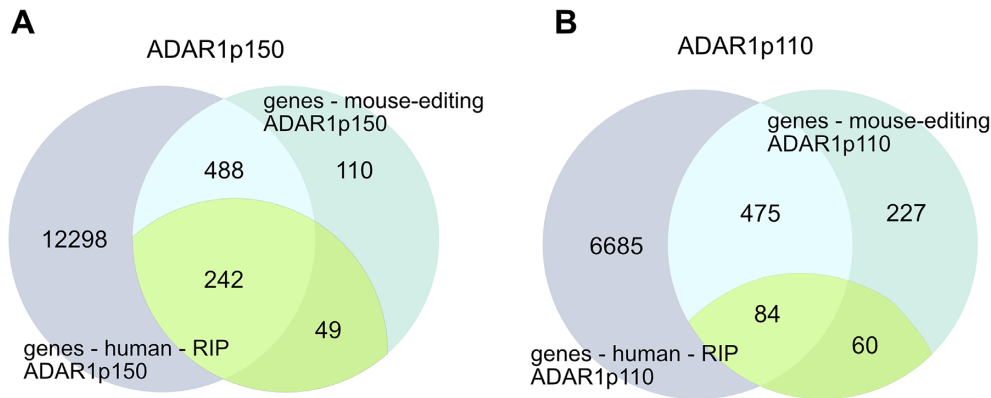 A
ADAR1p150
genes - mouse-editing
ADAR1p150
488
110
12298
242
49
genes - human - RIP
ADAR1p150
B
ADAR1p110
genes - mouse-editing
ADAR1p110
475
227
6685
84
60
genes - human - RIP
ADAR1p110